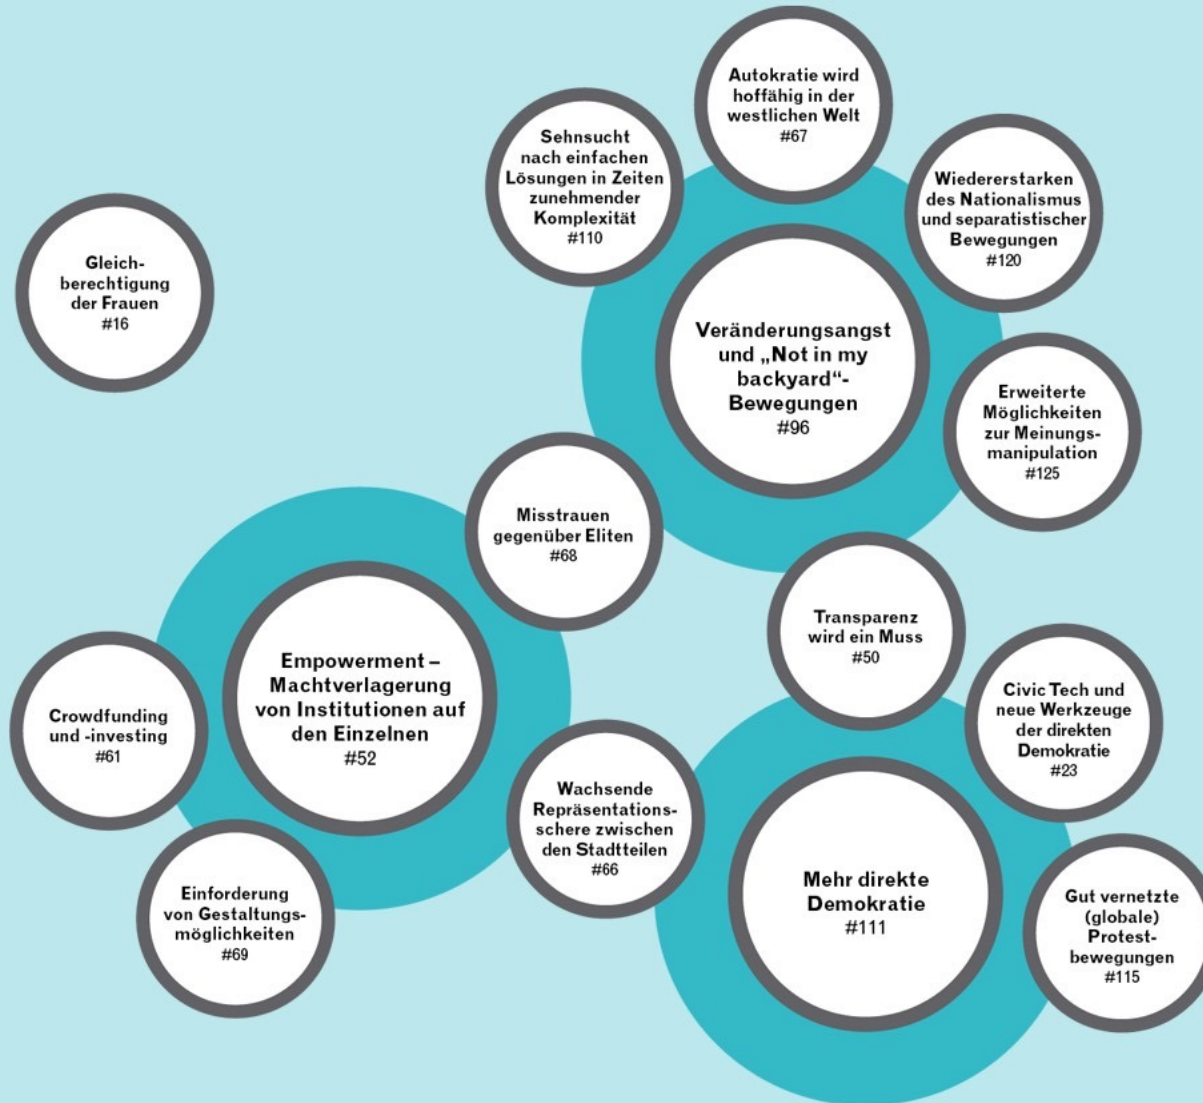 Autokratie wird
hoffähig in der
westlichen Welt
#67
Sehnsucht
nach einfachen
Lösungen in Zeiten
zunehmender
Komplexität
#110
Wiedererstarken
des Nationalismus
und separatistischer
Bewegungen
#120
Gleich-
berechtigung
der Frauen
#16
Veränderungsangst
und „Not in my
backyard“-
Bewegungen
#96
Erweiterte
Möglichkeiten
zur Meinungs-
manipulation
#125
Misstrauen
gegenüber Eliten
#68
Transparenz
wird ein Muss
#50
Empowerment –
Machtverlagerung
von Institutionen auf
den Einzelnen
#52
Civic Tech und
neue Werkzeuge
der direkten
Demokratie
#23
Crowdfunding
und -investing
#61
Wachsende
Repräsentations-
schere zwischen
den Stadtteilen
#66
Mehr direkte
Demokratie
#111
Einforderung
von Gestaltungs-
möglichkeiten
#69
Gut vernetzte
(globale)
Protest-
bewegungen
#115